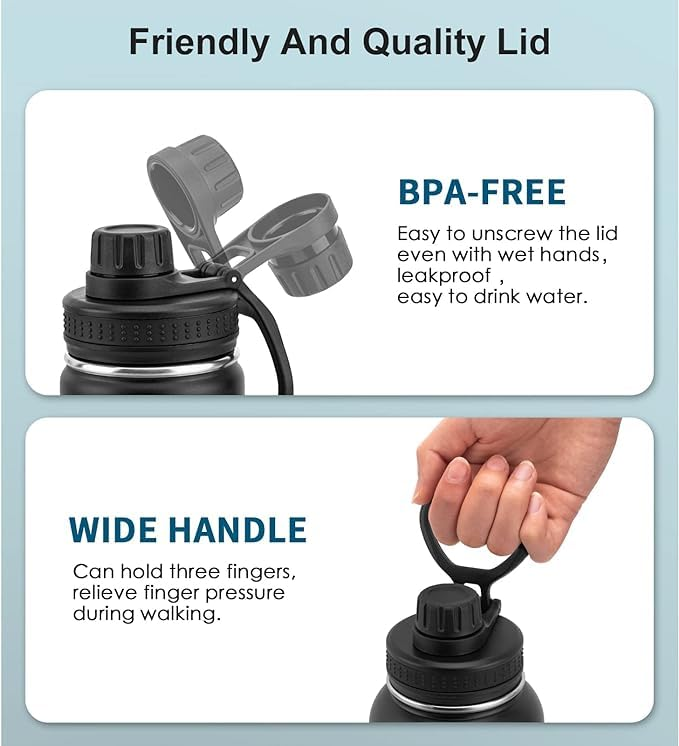 Friendly And Quality Lid
BPA-FREE
Easy to unscrew the lid
even with wet hands,
leakproof ,
easy to drink water.
WIDE HANDLE
Can hold three fingers,
relieve finger pressure
during walking.